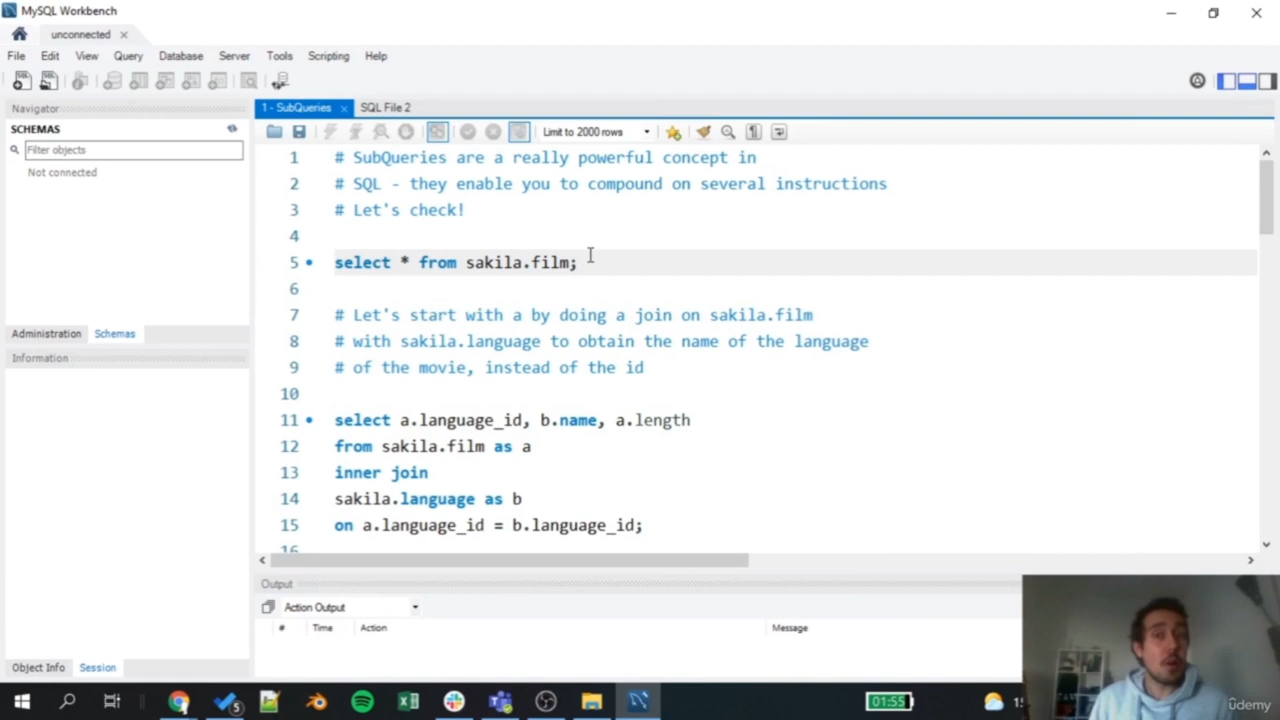 MySQL Workbench
unconnected
File Edit View Query Database Server Tools Scripting Help
Navigator
SCHEMAS
Filter objects
Not connected
Administration Schemas
Information
Object Info Session
1 - SubQueries SQL File 2
Limit to 2000 rows
1 # SubQueries are a really powerful concept in
2 # SQL - they enable you to compound on several instructions
3 # Let's check!
4
5 select * from sakila.film;
6
7 # Let's start with a by doing a join on sakila.film
8 # with sakila.language to obtain the name of the language
9 # of the movie, instead of the id
10
11 select a.language_id, b.name, a.length
12 from sakila.film as a
13 inner join
14 sakila.language as b
15 on a.language_id = b.language_id;
16
Output
Action Output
# Time Action Message
5
01:55
ûdemy